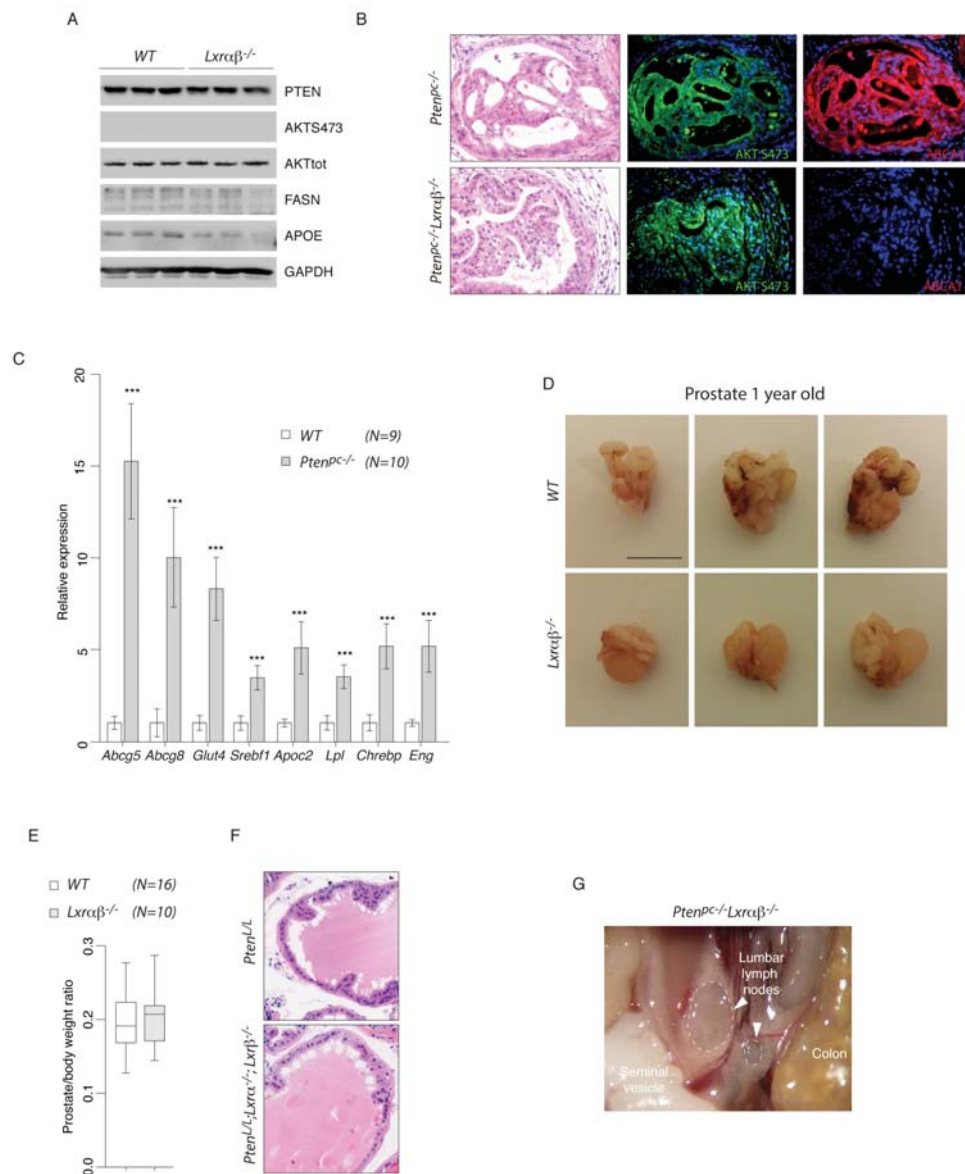 A
WT
Lxrαβ-/-
PTEN
AKTS473
AKTtot
FASN
APOE
GAPDH
B
Ptenpc-/-
AKT S473
ABCA1
Ptenpc-/-Lxrαβ-/-
AKT S473
ABCA1
C
Relative expression
20
15
10
5
0
***
***
***
***
***
***
***
***
WT (N=9)
Ptenpc-/- (N=10)
Abcg5 Abcg8 Glut4 Srebf1 Apoc2 Lpl Chrebp Eng
D
Prostate 1 year old
WT
Lxrαβ-/-
E
WT (N=16)
Lxrαβ-/- (N=10)
Prostate/body weight ratio
0.3
0.2
0.1
0.0
F
PtenL/L
PtenL/L;Lxrα-/-;Lxrβ-/-
G
Ptenpc-/-Lxrαβ-/-
Lumbar
lymph
nodes
Seminal
vesicle
Colon